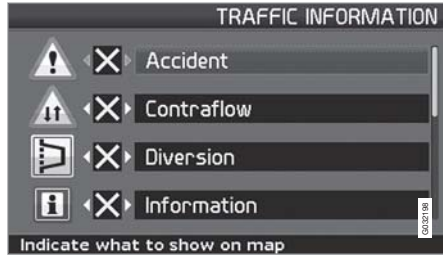 TRAFFIC INFORMATION
Accident
Contraflow
Diversion
Information
G032198
Indicate what to show on map